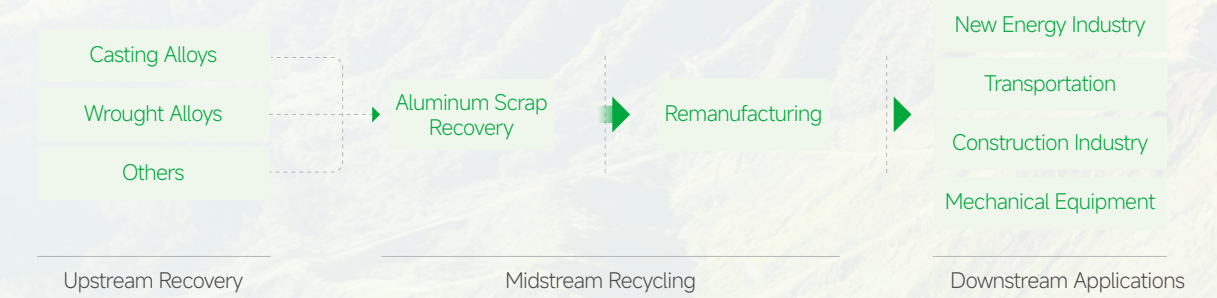 Casting Alloys
Wrought Alloys
Others
Aluminum Scrap
Recovery
Remanufacturing
New Energy Industry
Transportation
Construction Industry
Mechanical Equipment
Upstream Recovery
Midstream Recycling
Downstream Applications